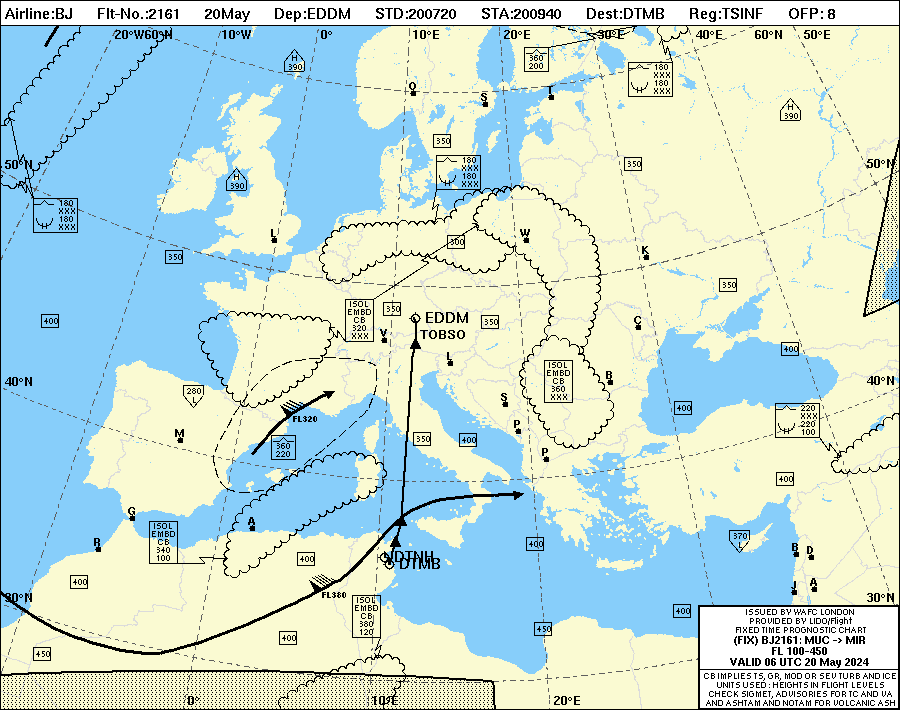 Airline:BJ Flt-No.:2161 20May Dep:EDDM STD:200720 STA:200940 Dest:DTMB Reg:TSINF OFP: 8
20°W60°N 10°W 0° 10°E 20°E 30°E 40°E 60°N 50°E
H
390
360
200
180
XXX
180
XXX
O
S
T
H
390
350
350
50°N
50°N
180
XXX
180
XXX
H
390
180
XXX
180
XXX
L
W
300
K
350
350
ISOL
EMBD
CB
320
XXX
350
EDDM
350
400
TOBSO
C
V
400
L
ISOL
EMBD
CB
360
XXX
B
40°N
40°N
280
L
S
400
220
XXX
220
100
FL320
P
M
350
400
360
220
P
400
G
A
ISOL
EMBD
CB
340
100
R
400
370
L
400
UDTNH
DTMB
B
D
400
FL380
J
A
30°N
30°N
ISOL
EMBD
CB
380
120
400
450
400
450
ISSUED BY WAFC LONDON
PROVIDED BY LIDO/Flight
FIXED TIME PROGNOSTIC CHART
(FIX) BJ2161: MUC -> MIR
FL 100-450
VALID 06 UTC 20 May 2024
CB IMPLIES TS, GR, MOD OR SEV TURB AND ICE
UNITS USED : HEIGHTS IN FLIGHT LEVELS
CHECK SIGMET, ADVISORIES FOR TC AND VA
AND ASHTAM AND NOTAM FOR VOLCANIC ASH
0° 10°E 20°E